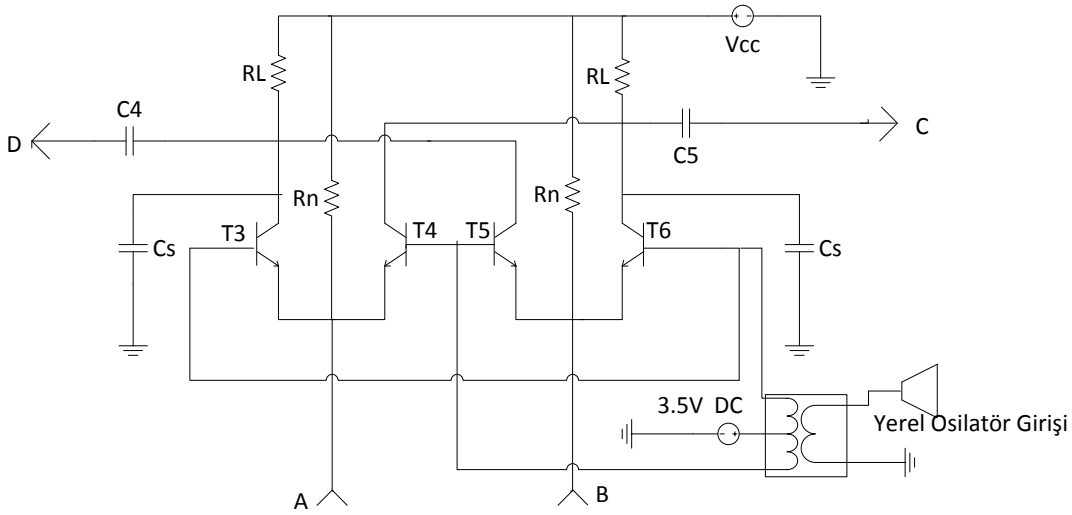 Vcc
RL
RL
C4
D
C
C5
Rn
Rn
T3
T4
T5
T6
Cs
Cs
3.5V DC
Yerel Osilatör Girişi
A
B